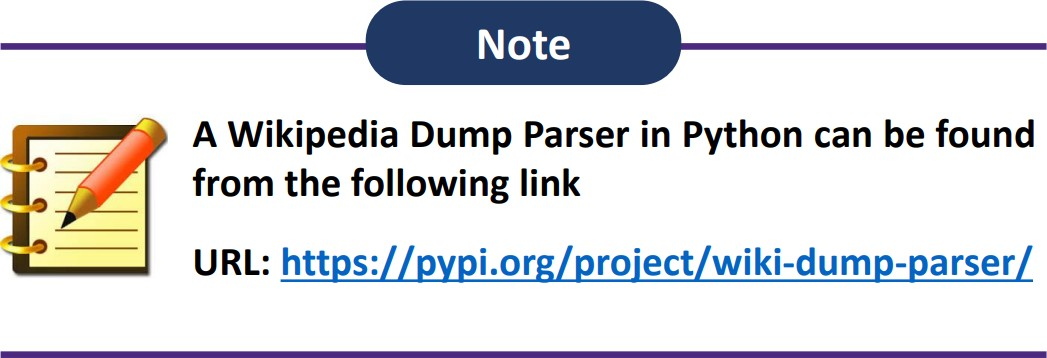 Note
A Wikipedia Dump Parser in Python can be found
from the following link
URL: https://pypi.org/project/wiki-dump-parser/